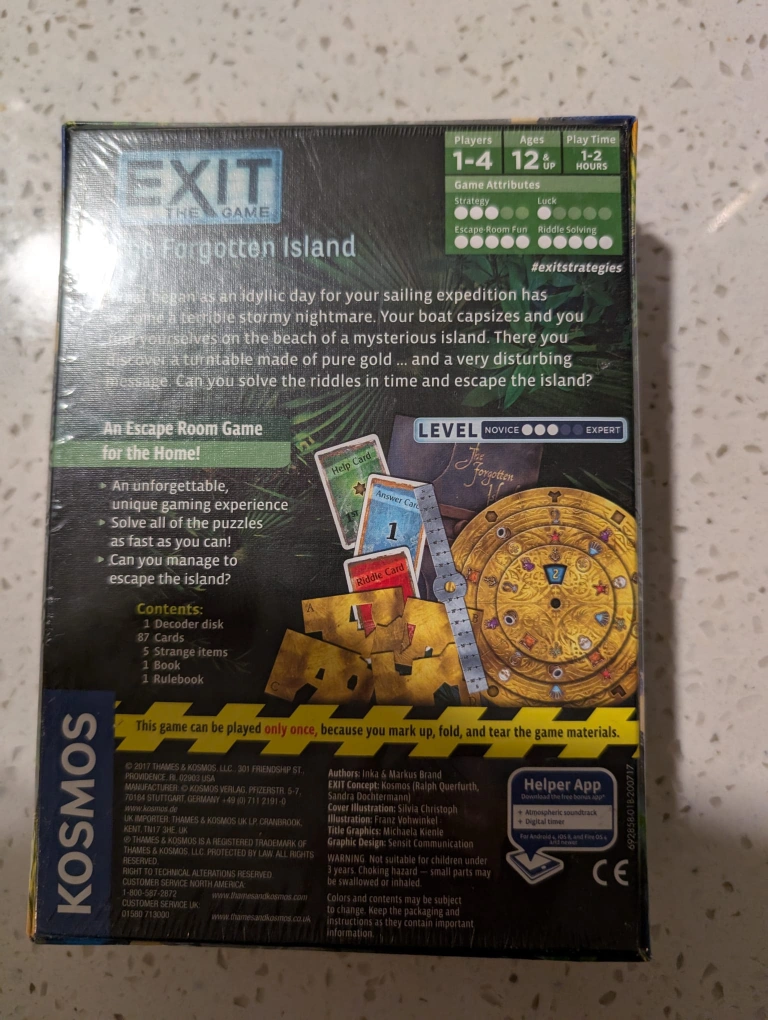 EXIT
THE GAME
The Forgotten Island
Players
1-4
Ages
12 & UP
Play Time
1-2
HOURS
Game Attributes
Strategy
Luck
Escape-Room Fun
Riddle Solving
#exitstrategies
began as an idyllic day for your sailing expedition has
a terrible stormy nightmare. Your boat capsizes and you
find yourselves on the beach of a mysterious island. There you
discover a turntable made of pure gold ... and a very disturbing
message. Can you solve the riddles in time and escape the island?
An Escape Room Game
for the Home!
LEVEL NOVICE EXPERT
▸ An unforgettable,
unique gaming experience
▸ Solve all of the puzzles
as fast as you can!
▸ Can you manage to
escape the island?
Help Card
Answer Card
1
Riddle Card
The
Forgotten
2
A
C
Contents:
1 Decoder disk
87 Cards
5 Strange items
1 Book
1 Rulebook
This game can be played only once, because you mark up, fold, and tear the game materials.
KOSMOS
© 2017 THAMES & KOSMOS, LLC, 301 FRIENDSHIP ST.,
PROVIDENCE, RI, 02903 USA
MANUFACTURER: © KOSMOS VERLAG, PFIZERSTR. 5-7,
70184 STUTTGART, GERMANY +49 (0) 711 2191-0
www.kosmos.de
UK IMPORTER: THAMES & KOSMOS UK LP, CRANBROOK,
KENT, TN17 3HE, UK
® THAMES & KOSMOS IS A REGISTERED TRADEMARK OF
THAMES & KOSMOS, LLC. PROTECTED BY LAW. ALL RIGHTS
RESERVED.
RIGHT TO TECHNICAL ALTERATIONS RESERVED.
CUSTOMER SERVICE NORTH AMERICA:
1-800-587-2872 www.thamesandkosmos.com
CUSTOMER SERVICE UK:
01500 713000 www.thamesandkosmos.co.uk
Authors: Inka & Markus Brand
EXIT Concept: Kosmos (Ralph Querfurth,
Sandra Dochtermann)
Cover Illustration: Silvia Christoph
Illustration: Franz Vohwinkel
Title Graphics: Michaela Kienle
Graphic Design: Sensit Communication
WARNING. Not suitable for children under
3 years. Choking hazard — small parts may
be swallowed or inhaled.
Colors and contents may be subject
to change. Keep the packaging and
instructions as they contain important
information.
Helper App
Download the free bonus app*
+ Atmospheric soundtrack
+ Digital timer
CE
692858-01B-200717